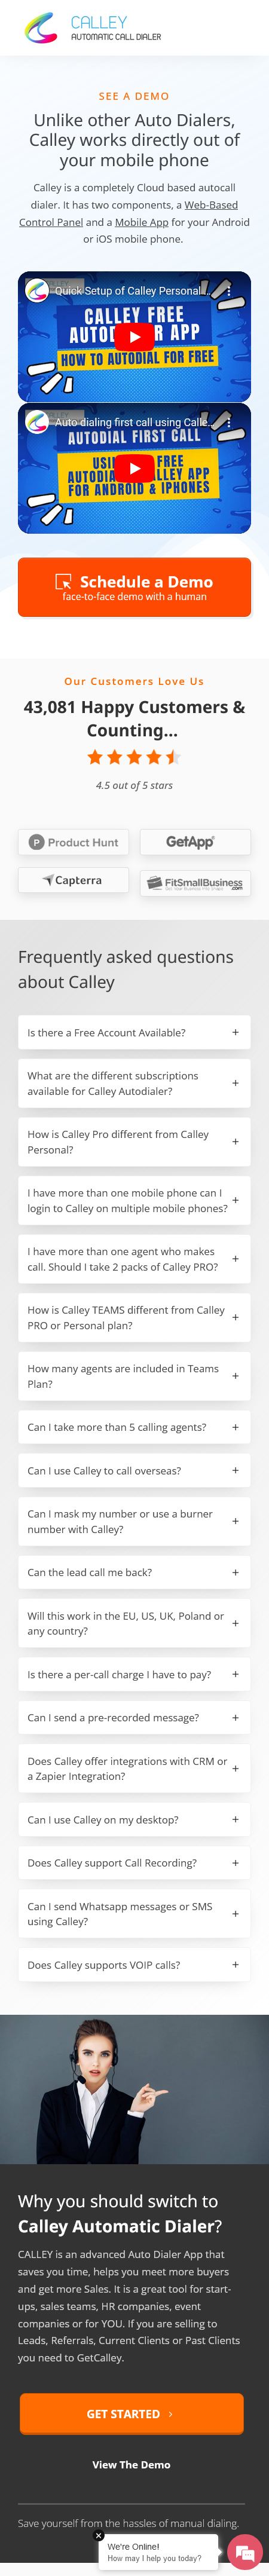 CALLEY
AUTOMATIC CALL DIALER
SEE A DEMO
Unlike other Auto Dialers,
Calley works directly out of
your mobile phone
Calley is a completely Cloud based autocall
dialer. It has two components, a Web-Based
Control Panel and a Mobile App for your Android
or iOS mobile phone.
Quick Setup of Calley Personal...
CALLEY FREE
AUTODIALER APP
HOW TO AUTODIAL FOR FREE
Auto dialing first call using Calle...
AUTODIAL FIRST CALL
FOR ANDROID & IPHONES
Schedule a Demo
face-to-face demo with a human
Our Customers Love Us
43,081 Happy Customers &
Counting...
4.5 out of 5 stars
P Product Hunt
GetApp
Capterra
FitSmallBusiness
.com
Frequently asked questions
about Calley
Is there a Free Account Available? +
What are the different subscriptions
available for Calley Autodialer? +
How is Calley Pro different from Calley
Personal? +
I have more than one mobile phone can I
login to Calley on multiple mobile phones? +
I have more than one agent who makes
call. Should I take 2 packs of Calley PRO? +
How is Calley TEAMS different from Calley
PRO or Personal plan? +
How many agents are included in Teams
Plan? +
Can I take more than 5 calling agents? +
Can I use Calley to call overseas? +
Can I mask my number or use a burner
number with Calley? +
Can the lead call me back? +
Will this work in the EU, US, UK, Poland or
any country? +
Is there a per-call charge I have to pay? +
Can I send a pre-recorded message? +
Does Calley offer integrations with CRM or
a Zapier Integration? +
Can I use Calley on my desktop? +
Does Calley support Call Recording? +
Can I send Whatsapp messages or SMS
using Calley? +
Does Calley supports VOIP calls? +
Why you should switch to
Calley Automatic Dialer?
CALLEY is an advanced Auto Dialer App that
saves you time, helps you meet more buyers
and get more Sales. It is a great tool for start-
ups, sales teams, HR companies, event
companies or for YOU. If you are selling to
Leads, Referrals, Current Clients or Past Clients
you need to GetCalley.
GET STARTED
View The Demo
Save yourself from the hassles of manual dialing.
We're Online!
How may I help you today?